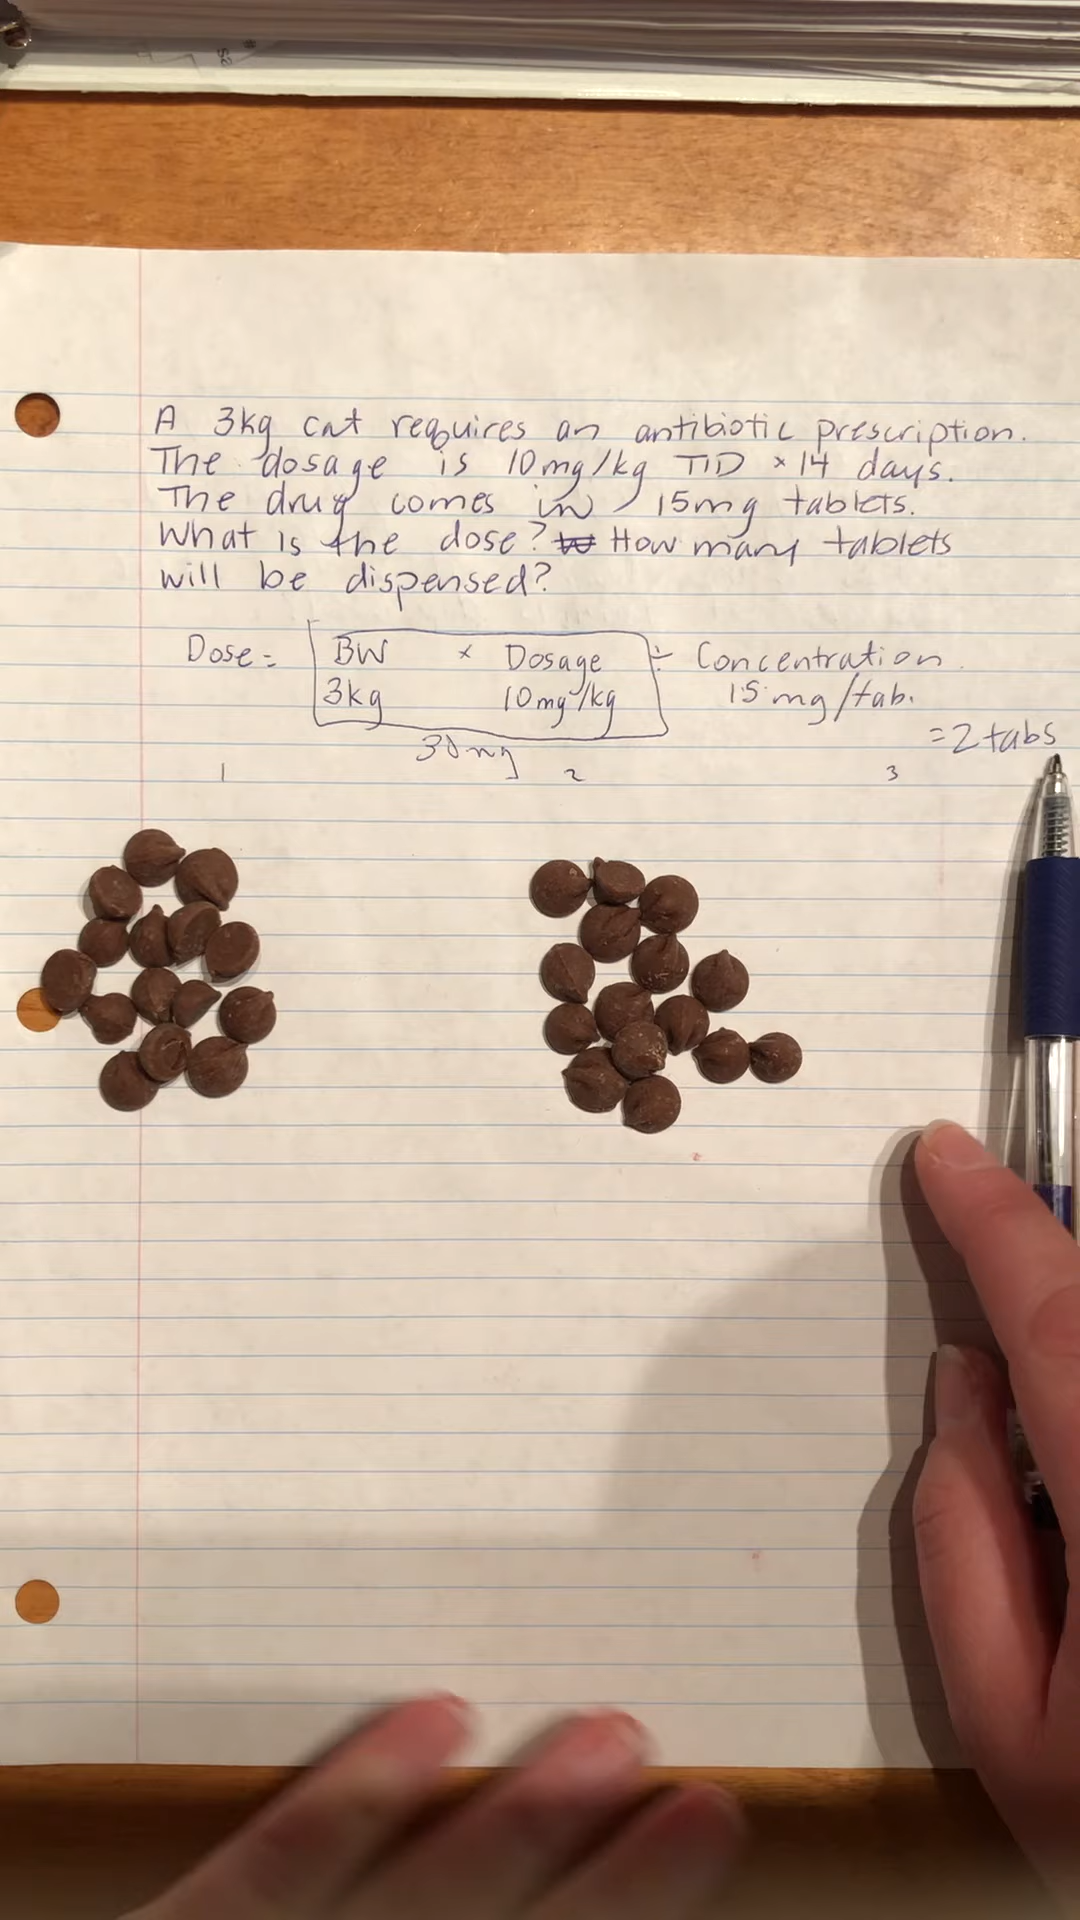 A 3kg cat requires an antibiotic prescription.
The dosage is 10mg/kg TID × 14 days.
The drug comes in 15mg tablets.
What is the dose? How many tablets
will be dispensed?
Dose = BW × Dosage ÷ Concentration
3kg 10mg/kg 15mg/tab.
= 2 tabs
30mg
1 2 3